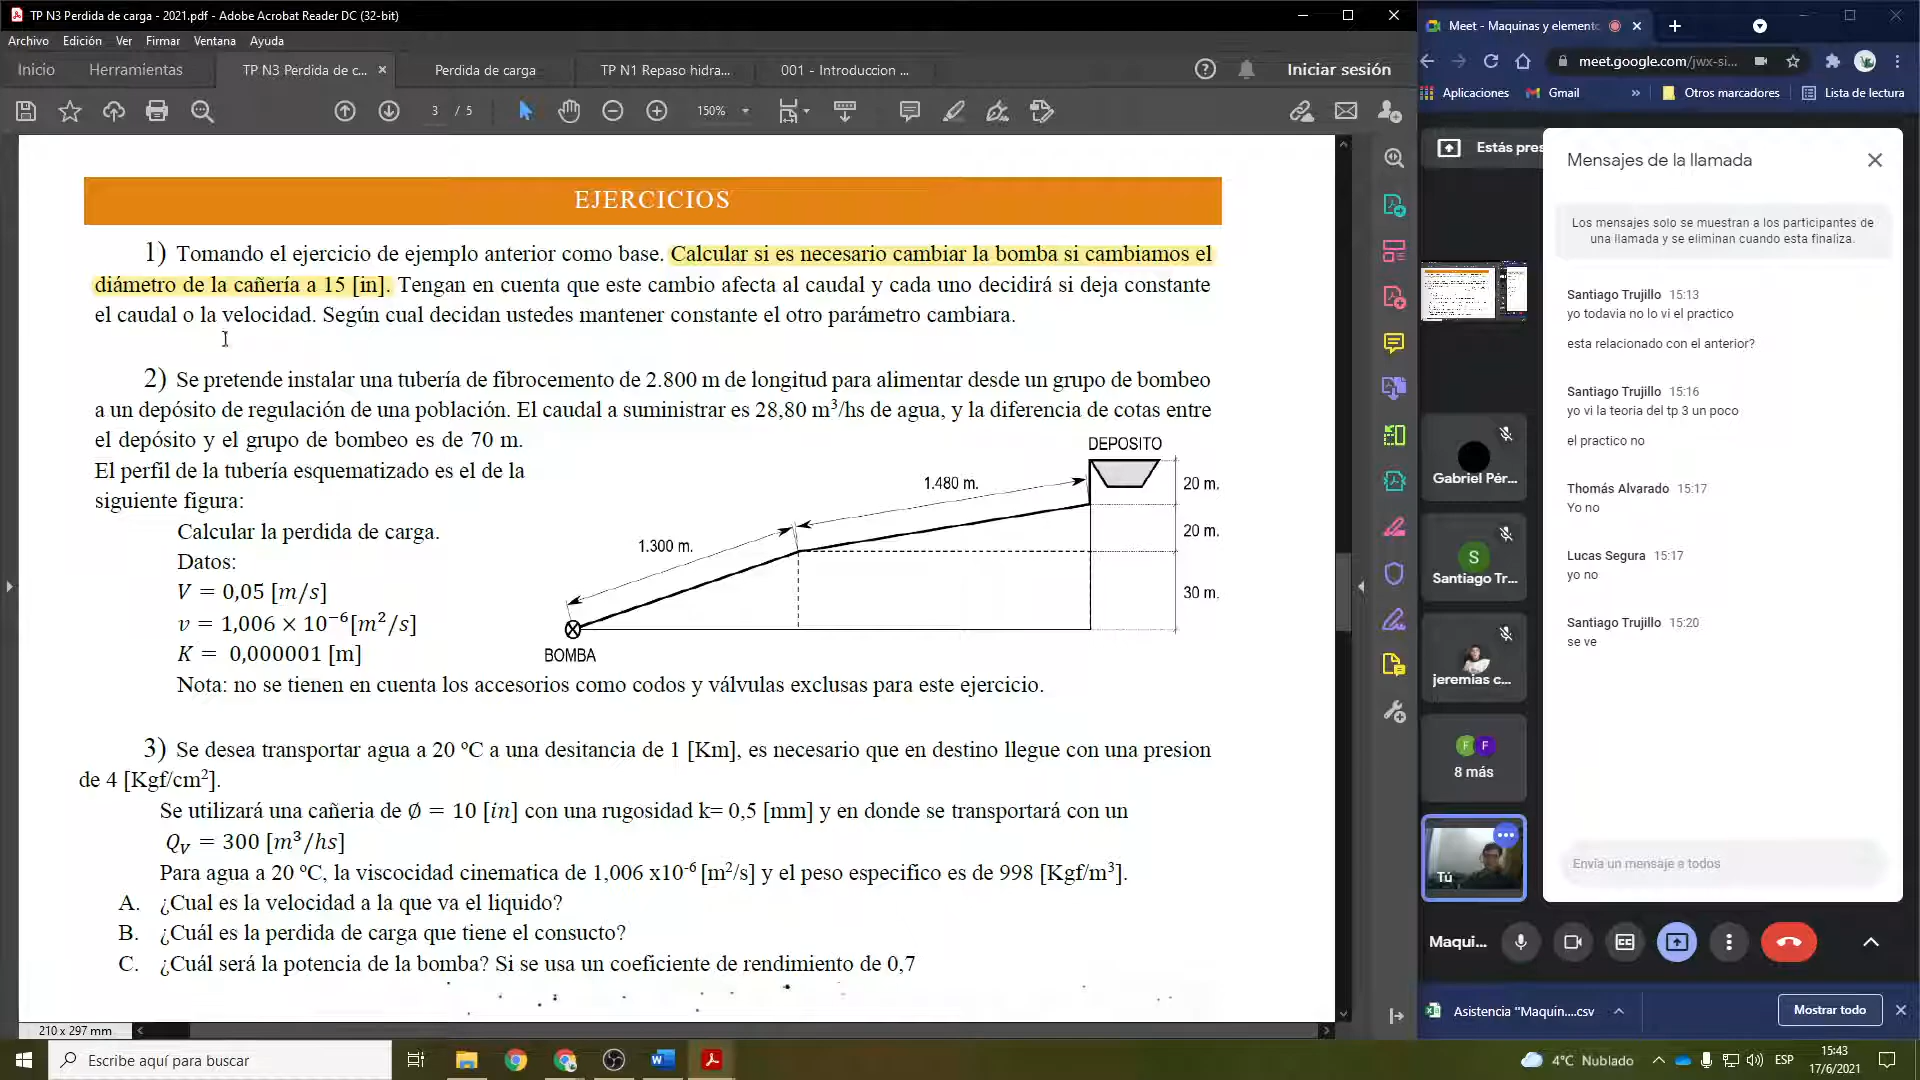 TP N3 Perdida de carga - 2021.pdf - Adobe Acrobat Reader DC (32-bit)
Archivo Edición Ver Firmar Ventana Ayuda
Inicio Herramientas TP N3 Perdida de c... Perdida de carga TP N1 Repaso hidra... 001 - Introduccion ... Iniciar sesión
3 / 5 150%
EJERCICIOS
1) Tomando el ejercicio de ejemplo anterior como base. Calcular si es necesario cambiar la bomba si cambiamos el
diámetro de la cañería a 15 [in]. Tengan en cuenta que este cambio afecta al caudal y cada uno decidirá si deja constante
el caudal o la velocidad. Según cual decidan ustedes mantener constante el otro parámetro cambiara.
2) Se pretende instalar una tubería de fibrocemento de 2.800 m de longitud para alimentar desde un grupo de bombeo
a un depósito de regulación de una población. El caudal a suministrar es 28,80 m³/hs de agua, y la diferencia de cotas entre
el depósito y el grupo de bombeo es de 70 m.
El perfil de la tubería esquematizado es el de la
siguiente figura:
Calcular la perdida de carga.
Datos:
V = 0,05 [m/s]
v = 1,006 × 10⁻⁶[m²/s]
K = 0,000001 [m]
DEPOSITO
1.480 m.
20 m.
20 m.
1.300 m.
30 m.
BOMBA
Nota: no se tienen en cuenta los accesorios como codos y válvulas exclusas para este ejercicio.
3) Se desea transportar agua a 20 ºC a una desitancia de 1 [Km], es necesario que en destino llegue con una presion
de 4 [Kgf/cm²].
Se utilizará una cañeria de Ø = 10 [in] con una rugosidad k= 0,5 [mm] y en donde se transportará con un
Q_V = 300 [m³/hs]
Para agua a 20 ºC, la viscocidad cinematica de 1,006 x10⁻⁶ [m²/s] y el peso especifico es de 998 [Kgf/m³].
A. ¿Cual es la velocidad a la que va el liquido?
B. ¿Cuál es la perdida de carga que tiene el consucto?
C. ¿Cuál será la potencia de la bomba? Si se usa un coeficiente de rendimiento de 0,7
210 x 297 mm
Meet - Maquinas y element
meet.google.com/jwx-si...
Aplicaciones Gmail » Otros marcadores Lista de lectura
Estás pres
Mensajes de la llamada
Los mensajes solo se muestran a los participantes de
una llamada y se eliminan cuando esta finaliza.
Santiago Trujillo 15:13
yo todavia no lo vi el practico
esta relacionado con el anterior?
Santiago Trujillo 15:16
yo vi la teoria del tp 3 un poco
el practico no
Thomás Alvarado 15:17
Yo no
Lucas Segura 15:17
yo no
Santiago Trujillo 15:20
se ve
Gabriel Pér...
S
Santiago Tr...
jeremias c...
F F
8 más
Tú
Envía un mensaje a todos
Maqui...
Asistencia "Maquín....csv
Mostrar todo
Escribe aquí para buscar
4°C Nublado
ESP
15:43
17/6/2021